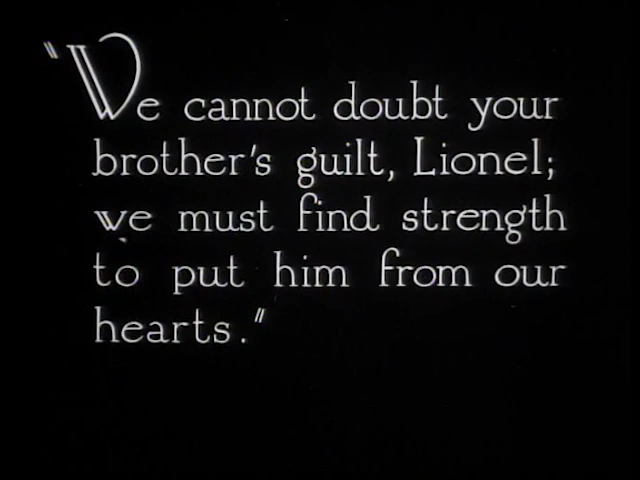 "We cannot doubt your
brother's guilt, Lionel;
we must find strength
to put him from our
hearts."